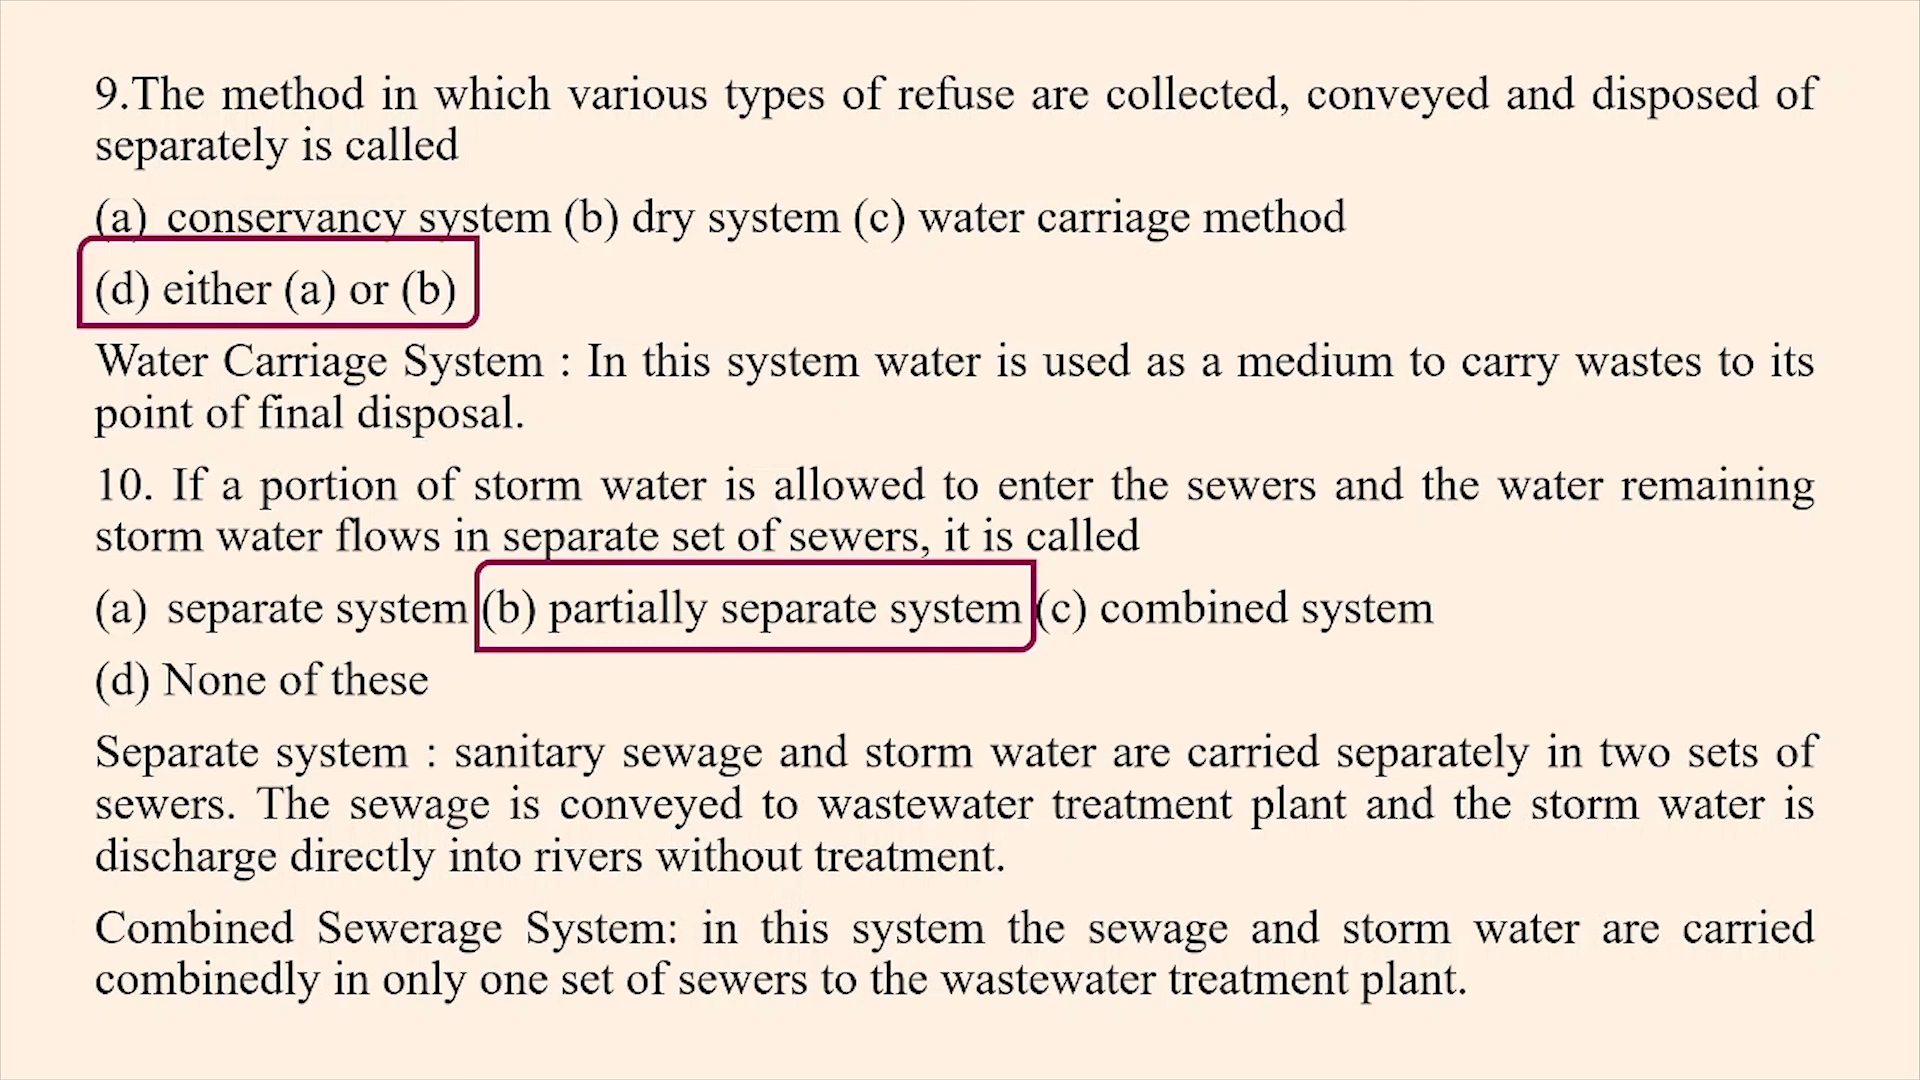 9.The method in which various types of refuse are collected, conveyed and disposed of
separately is called
(a) conservancy system (b) dry system (c) water carriage method
(d) either (a) or (b)
Water Carriage System : In this system water is used as a medium to carry wastes to its
point of final disposal.
10. If a portion of storm water is allowed to enter the sewers and the water remaining
storm water flows in separate set of sewers, it is called
(a) separate system (b) partially separate system (c) combined system
(d) None of these
Separate system : sanitary sewage and storm water are carried separately in two sets of
sewers. The sewage is conveyed to wastewater treatment plant and the storm water is
discharge directly into rivers without treatment.
Combined Sewerage System: in this system the sewage and storm water are carried
combinedly in only one set of sewers to the wastewater treatment plant.